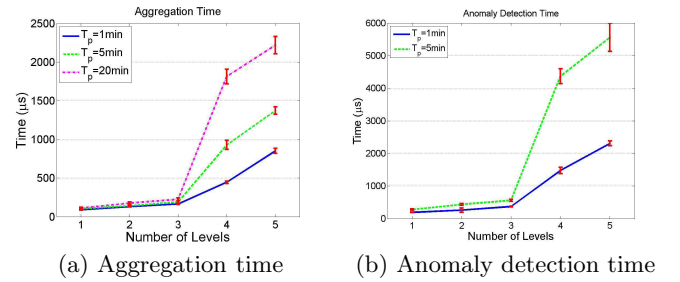 Aggregation Time
2500
2000
1500
1000
500
0
Time (μs)
T_p=1min
T_p=5min
T_p=20min
1 2 3 4 5
Number of Levels
(a) Aggregation time
Anomaly Detection Time
6000
5000
4000
3000
2000
1000
0
Time (μs)
T_p=1min
T_p=5min
1 2 3 4 5
Number of Levels
(b) Anomaly detection time